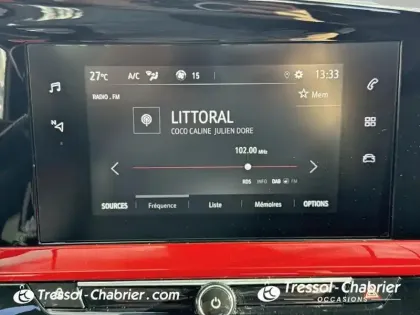 27°C A/C 15 13:33
RADIO . FM
Mem
LITTORAL
COCO CALINE JULIEN DORE
102.00 MHz
RDS INFO DAB FM
SOURCES Fréquence Liste Mémoires OPTIONS
Tressol-Chabrier.com
Tressol-Chabrier
OCCASIONS